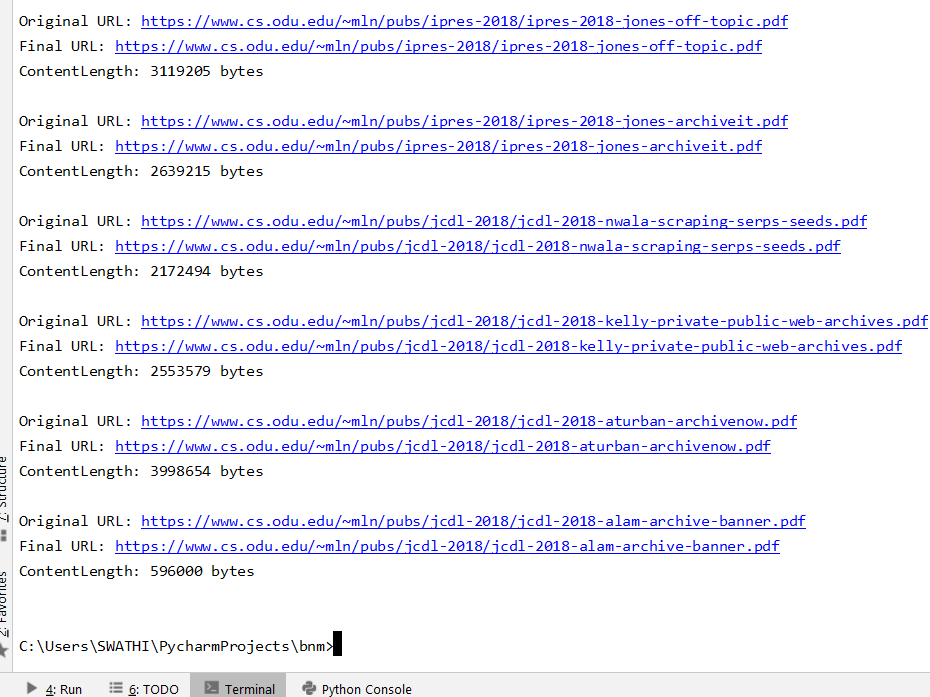 Original URL: https://www.cs.odu.edu/~mln/pubs/ipres-2018/ipres-2018-jones-off-topic.pdf
Final URL: https://www.cs.odu.edu/~mln/pubs/ipres-2018/ipres-2018-jones-off-topic.pdf
ContentLength: 3119205 bytes
Original URL: https://www.cs.odu.edu/~mln/pubs/ipres-2018/ipres-2018-jones-archiveit.pdf
Final URL: https://www.cs.odu.edu/~mln/pubs/ipres-2018/ipres-2018-jones-archiveit.pdf
ContentLength: 2639215 bytes
Original URL: https://www.cs.odu.edu/~mln/pubs/jcdl-2018/jcdl-2018-nwala-scraping-serps-seeds.pdf
Final URL: https://www.cs.odu.edu/~mln/pubs/jcdl-2018/jcdl-2018-nwala-scraping-serps-seeds.pdf
ContentLength: 2172494 bytes
Original URL: https://www.cs.odu.edu/~mln/pubs/jcdl-2018/jcdl-2018-kelly-private-public-web-archives.pdf
Final URL: https://www.cs.odu.edu/~mln/pubs/jcdl-2018/jcdl-2018-kelly-private-public-web-archives.pdf
ContentLength: 2553579 bytes
Original URL: https://www.cs.odu.edu/~mln/pubs/jcdl-2018/jcdl-2018-aturban-archivenow.pdf
Final URL: https://www.cs.odu.edu/~mln/pubs/jcdl-2018/jcdl-2018-aturban-archivenow.pdf
ContentLength: 3998654 bytes
Original URL: https://www.cs.odu.edu/~mln/pubs/jcdl-2018/jcdl-2018-alam-archive-banner.pdf
Final URL: https://www.cs.odu.edu/~mln/pubs/jcdl-2018/jcdl-2018-alam-archive-banner.pdf
ContentLength: 596000 bytes
C:\Users\SWATHI\PycharmProjects\bnm>
Z: Structure
2: Favorites
4: Run 6: TODO Terminal Python Console